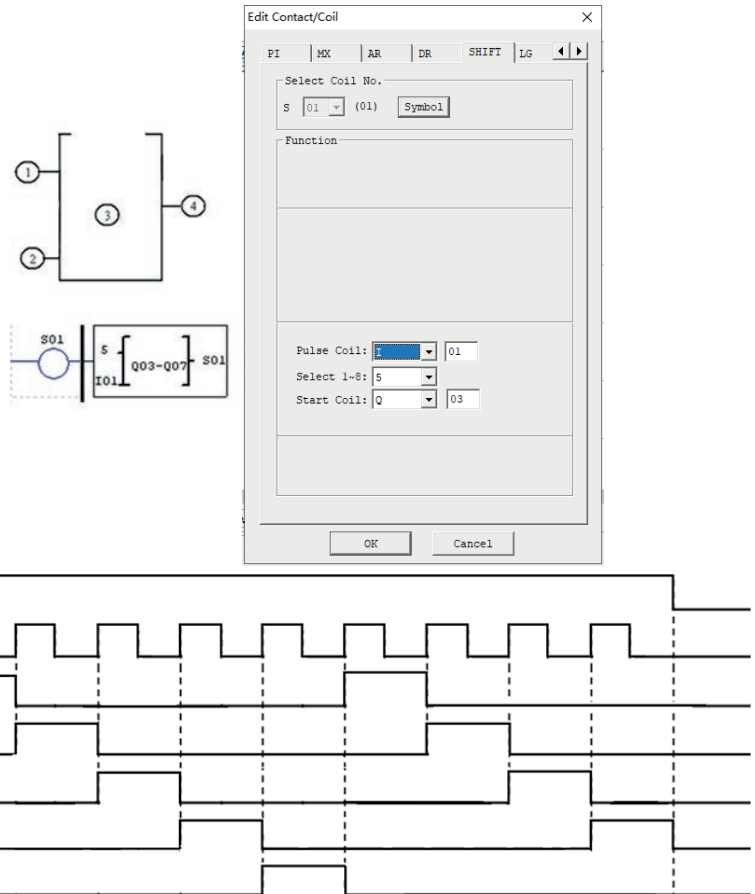 Edit Contact/Coil
PI MX AR DR SHIFT LG
Select Coil No.
S 01 (01) Symbol
Function
1
3
4
2
S01
S
Q03-Q07
S01
I01
Pulse Coil: I 01
Select 1~8: 5
Start Coil: Q 03
OK Cancel